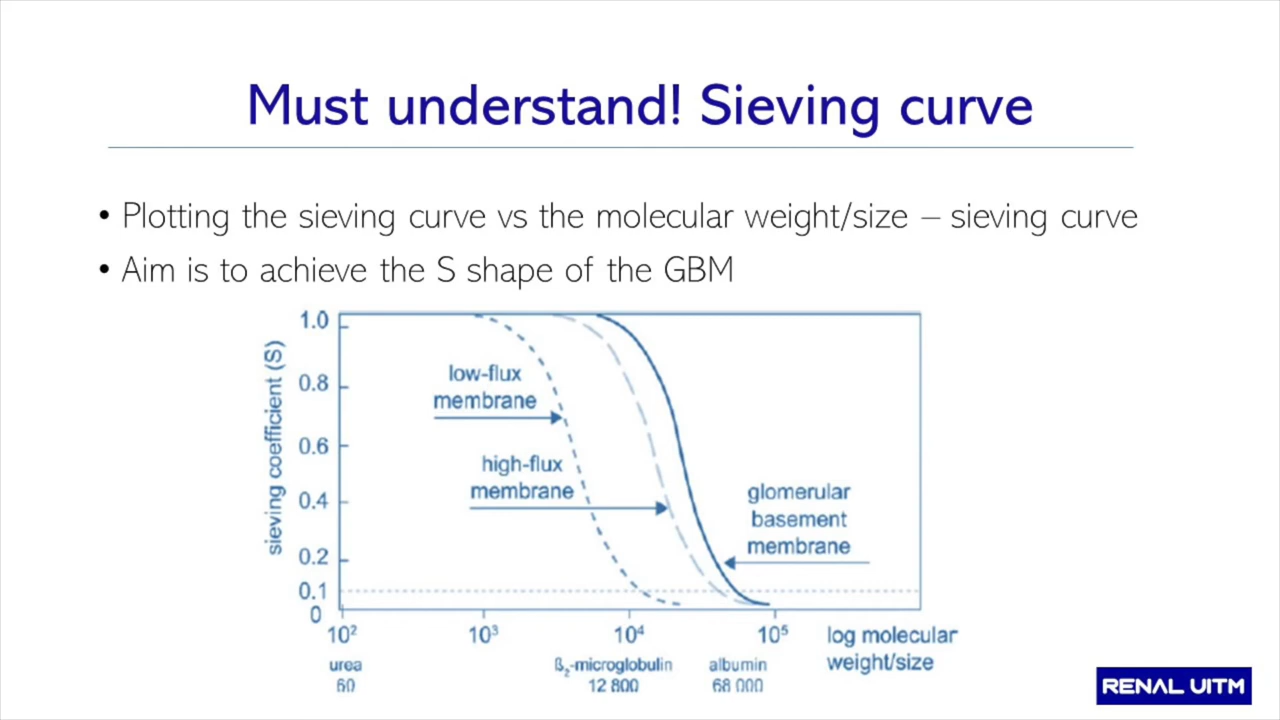 Must understand! Sieving curve
• Plotting the sieving curve vs the molecular weight/size – sieving curve
• Aim is to achieve the S shape of the GBM
sieving coefficient (S)
1.0
0.8
0.6
0.4
0.2
0.1
0
low-flux
membrane
high-flux
membrane
glomerular
basement
membrane
10² 10³ 10⁴ 10⁵ log molecular
weight/size
urea ß₂-microglobulin albumin
60 12 800 68 000
RENAL UITM